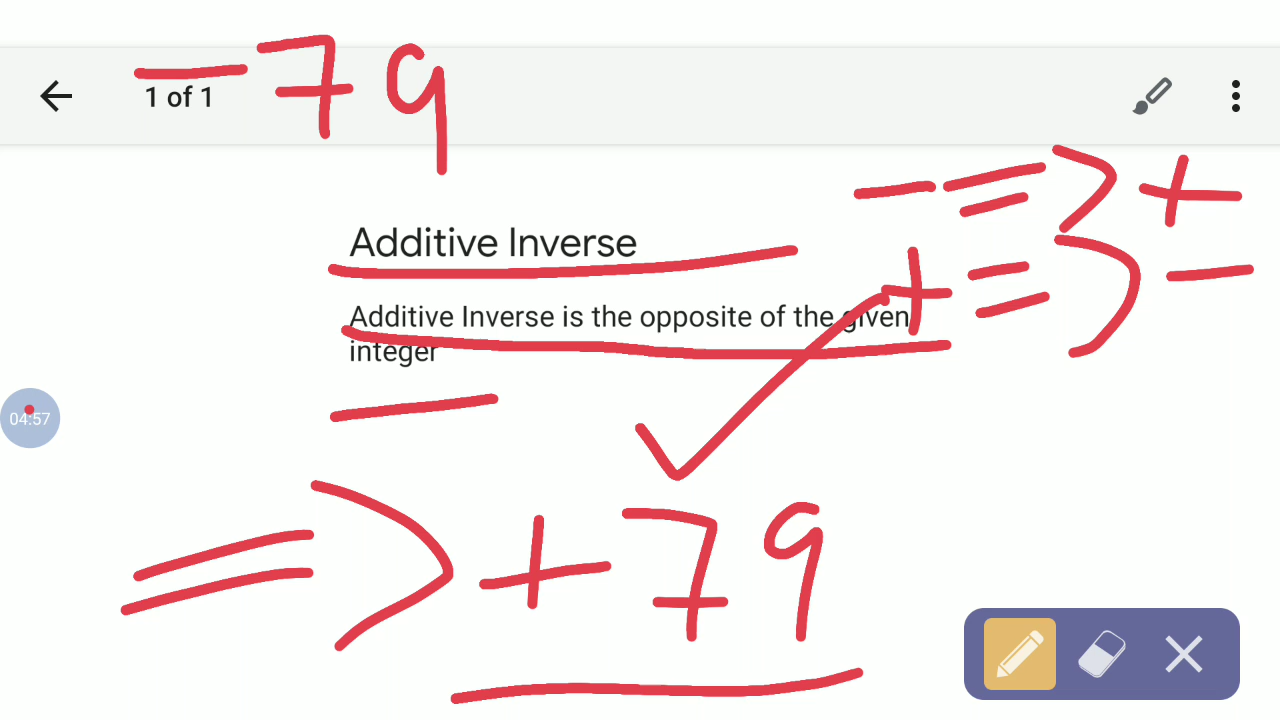 − 79
1 of 1
− => +
Additive Inverse
+ => −
Additive Inverse is the opposite of the given
integer
04:57
=> + 79